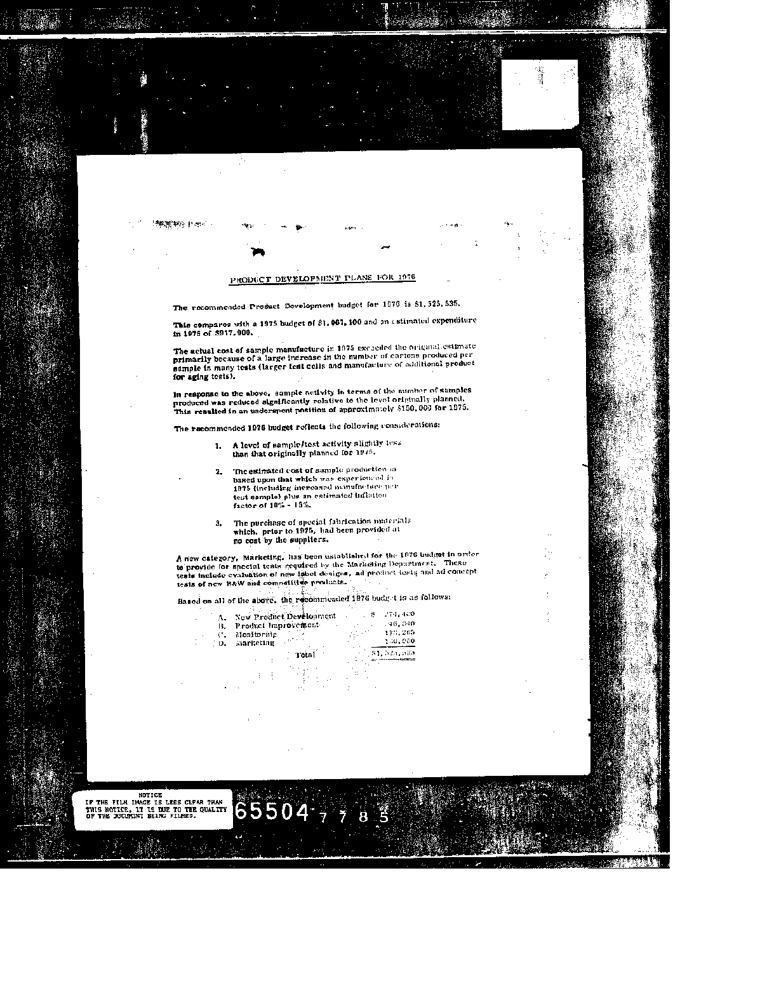 PRODUCT DEVELOPMENT PLANS FOR 1976
The recommended Product Development budget for 1976 is $1,525,535.
This compares with a 1975 budget of $1,061,100 and an estimated expenditure
in 1975 of $917,000.
The actual cost of sample manufacture in 1975 exceeded the original estimate
primarily because of a large increase in the number of cartons produced per
sample in many tests (larger test cells and manufacture of additional product
for aging tests).
In response to the above, sample activity in terms of the number of samples
produced was reduced significantly relative to the level originally planned.
This resulted in an underspent position of approximately $150,000 for 1975.
The recommended 1976 budget reflects the following considerations:
1. A level of sample/test activity slightly less
than that originally planned for 1975.
2. The estimated cost of sample production is
based upon that which was experienced in
1975 (including increased manufacture per
test sample) plus an estimated inflation
factor of 10% - 15%.
3. The purchase of special fabrication materials
which, prior to 1975, had been provided at
no cost by the suppliers.
A new category, Marketing, has been established for the 1976 budget in order
to provide for special tests required by the Marketing Department. These
tests include evaluation of new label designs, ad product tests and ad concept
tests of new B&W and competitive products.
Based on all of the above, the recommended 1976 budget is as follows:
A. New Product Development $
B. Product Improvement
C. Monitoring
D. Marketing
Total
NOTICE
IF THE FILM IMAGE IS LESS CLEAR THAN
THIS NOTICE, IT IS DUE TO THE QUALITY
OF THE DOCUMENT BEING FILMED.
65504 7785